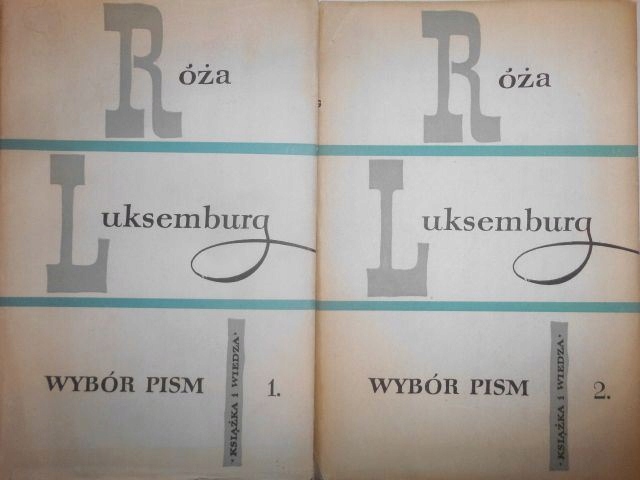 Róża
Luksemburg
WYBÓR PISM
· KSIĄŻKA i WIEDZA ·
1.
Róża
Luksemburg
WYBÓR PISM
· KSIĄŻKA i WIEDZA ·
2.